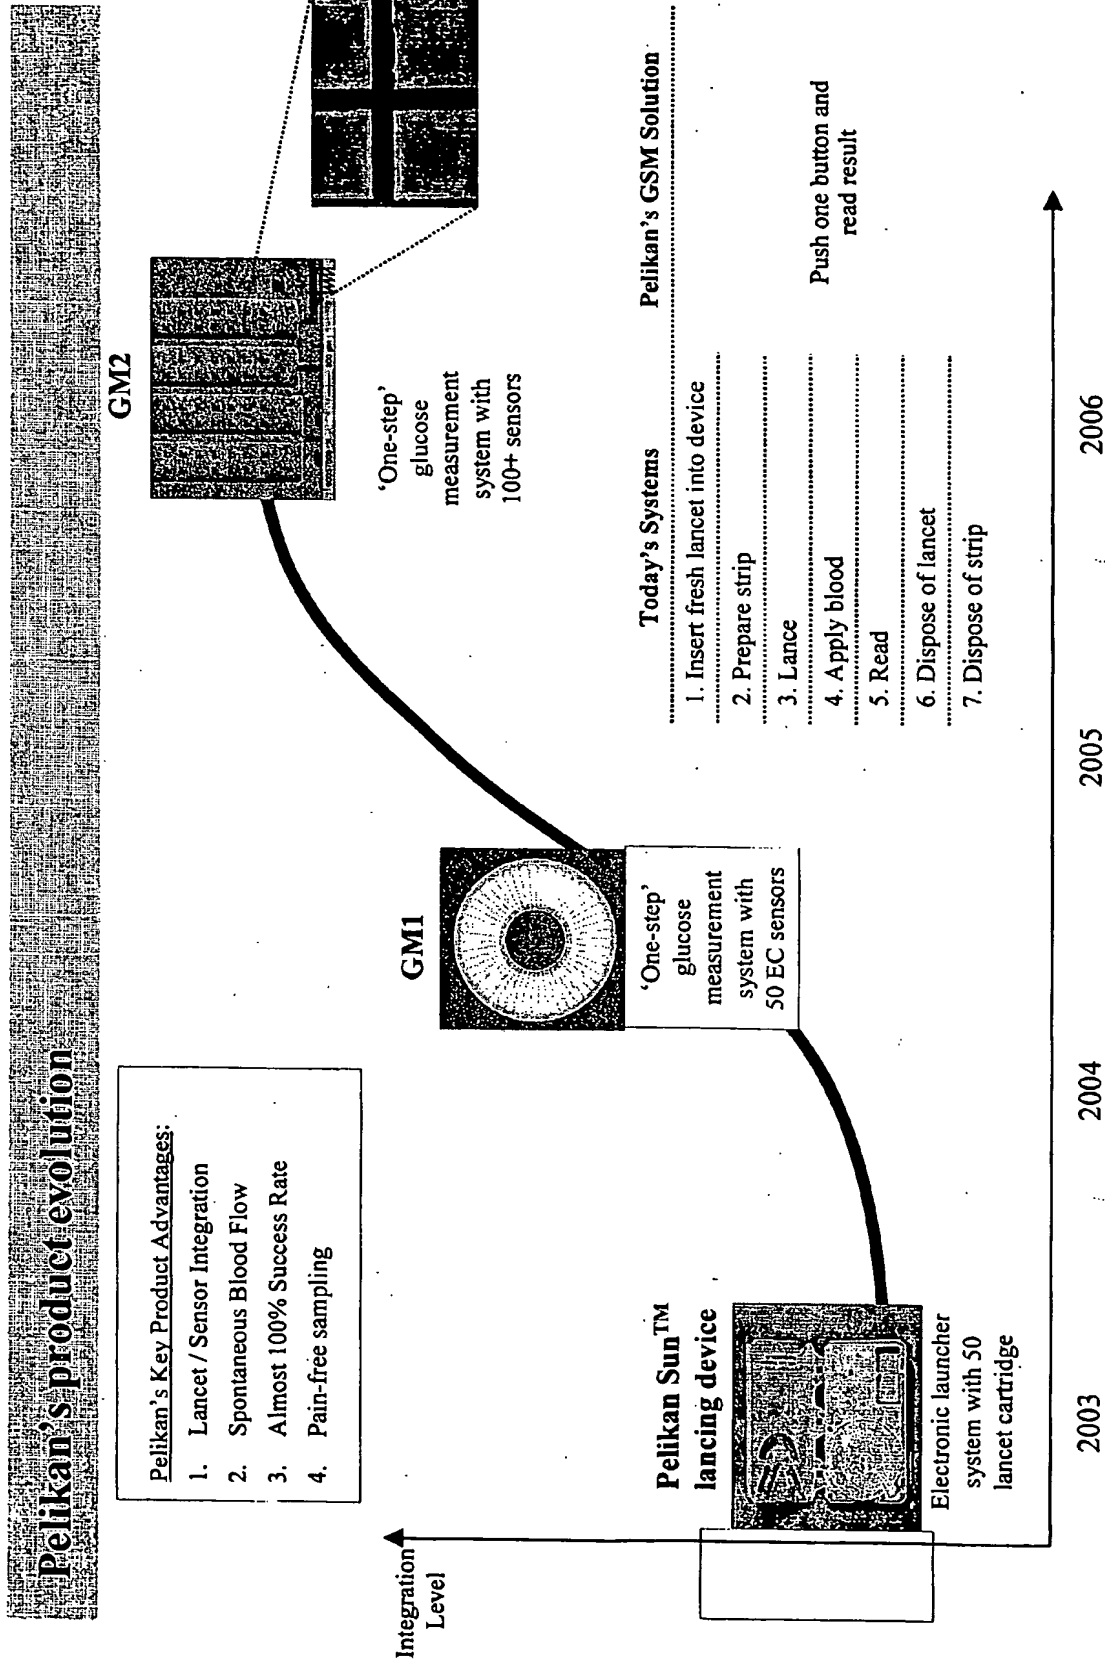 Pelikan's product evolution
Pelikan's Key Product Advantages:
1. Lancet / Sensor Integration
2. Spontaneous Blood Flow
3. Almost 100% Success Rate
4. Pain-free sampling
Integration
Level
Pelikan Sun™
lancing device
Electronic launcher
system with 50
lancet cartridge
GM1
'One-step'
glucose
measurement
system with
50 EC sensors
GM2
'One-step'
glucose
measurement
system with
100+ sensors
Today's Systems
Pelikan's GSM Solution
1. Insert fresh lancet into device
2. Prepare strip
3. Lance
4. Apply blood
5. Read
6. Dispose of lancet
7. Dispose of strip
Push one button and
read result
2003
2004
2005
2006